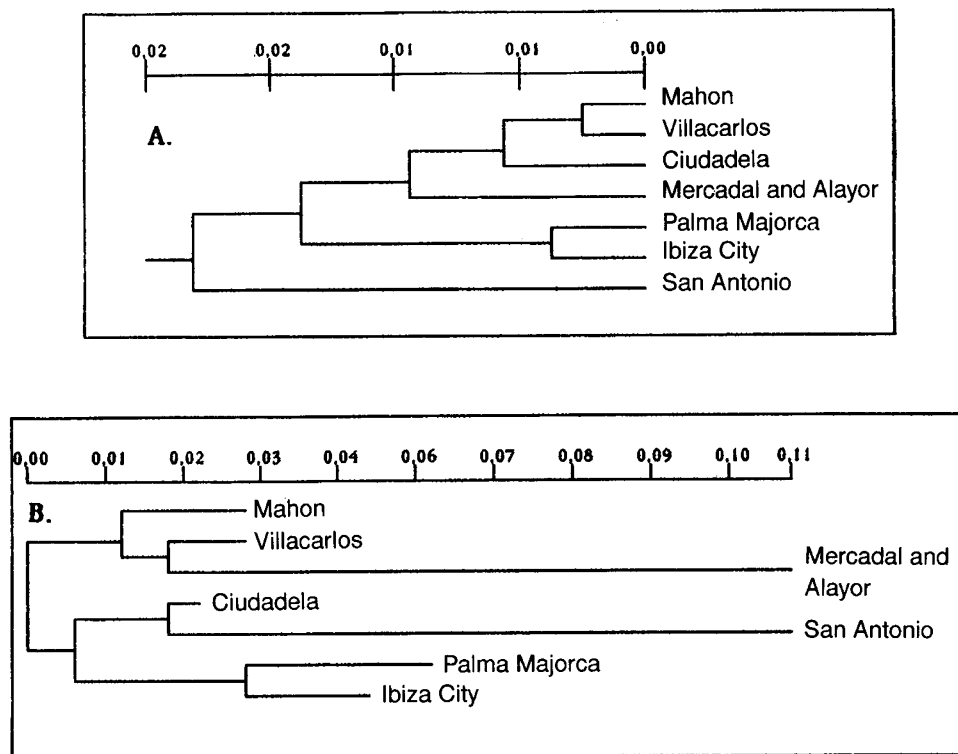 0,02 0,02 0,01 0,01 0,00
A.
Mahon
Villacarlos
Ciudadela
Mercadal and Alayor
Palma Majorca
Ibiza City
San Antonio
0,00 0,01 0,02 0,03 0,04 0,06 0,07 0,08 0,09 0,10 0,11
B.
Mahon
Villacarlos
Mercadal and
Alayor
Ciudadela
San Antonio
Palma Majorca
Ibiza City